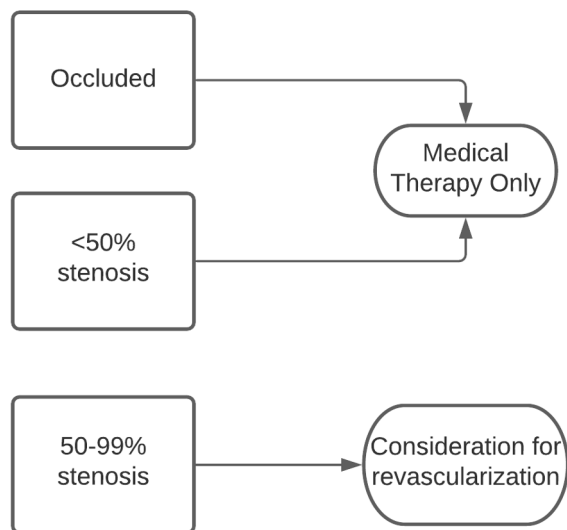 Occluded
Medical
Therapy Only
<50%
stenosis
50-99%
stenosis
Consideration for
revascularization